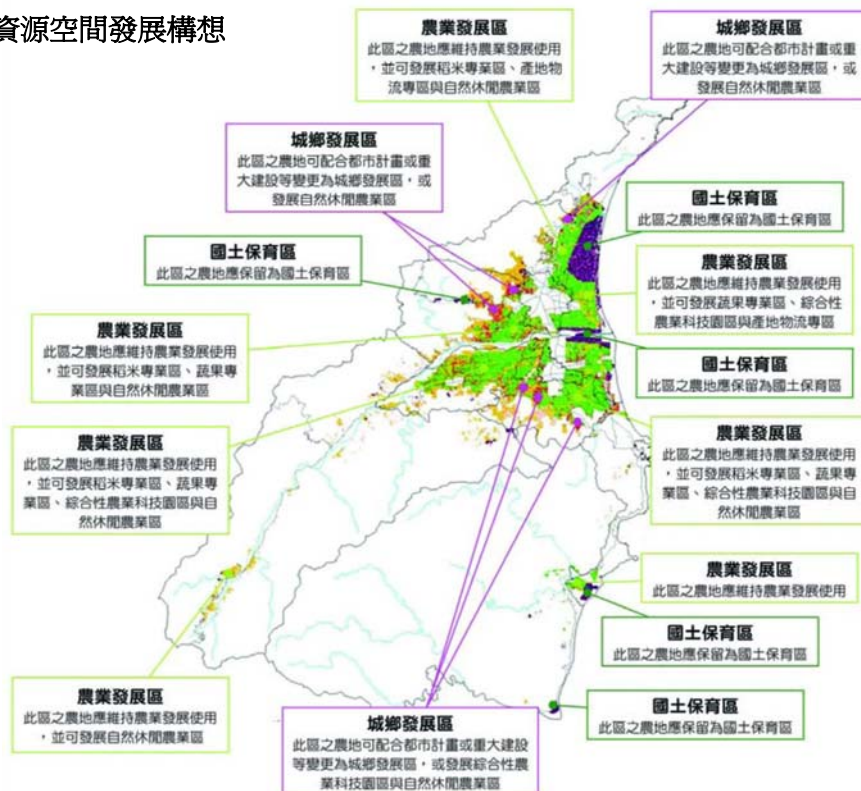 資源空間發展構想
農業發展區
此區之農地應維持農業發展使用
，並可發展稻米專業區、產地物
流專區與自然休閒農業區
城鄉發展區
此區之農地可配合都市計畫或重
大建設等變更為城鄉發展區，或
發展自然休閒農業區
城鄉發展區
此區之農地可配合都市計畫或重
大建設等變更為城鄉發展區，或
發展自然休閒農業區
國土保育區
此區之農地應保留為國土保育區
國土保育區
此區之農地應保留為國土保育區
農業發展區
此區之農地應維持農業發展使用
，並可發展蔬果專業區、綜合性
農業科技園區與產地物流專區
農業發展區
此區之農地應維持農業發展使用
，並可發展稻米專業區、蔬果專
業區與自然休閒農業區
國土保育區
此區之農地應保留為國土保育區
農業發展區
此區之農地應維持農業發展使用
，並可發展稻米專業區、蔬果專
業區、綜合性農業科技園區與自
然休閒農業區
農業發展區
此區之農地應維持農業發展使用
，並可發展稻米專業區、蔬果專
業區、綜合性農業科技園區與自
然休閒農業區
農業發展區
此區之農地應維持農業發展使用
國土保育區
此區之農地應保留為國土保育區
農業發展區
此區之農地應維持農業發展使用
，並可發展自然休閒農業區
國土保育區
此區之農地應保留為國土保育區
城鄉發展區
此區之農地可配合都市計畫或重大建設
等變更為城鄉發展區，或發展綜合性農
業科技園區與自然休閒農業區